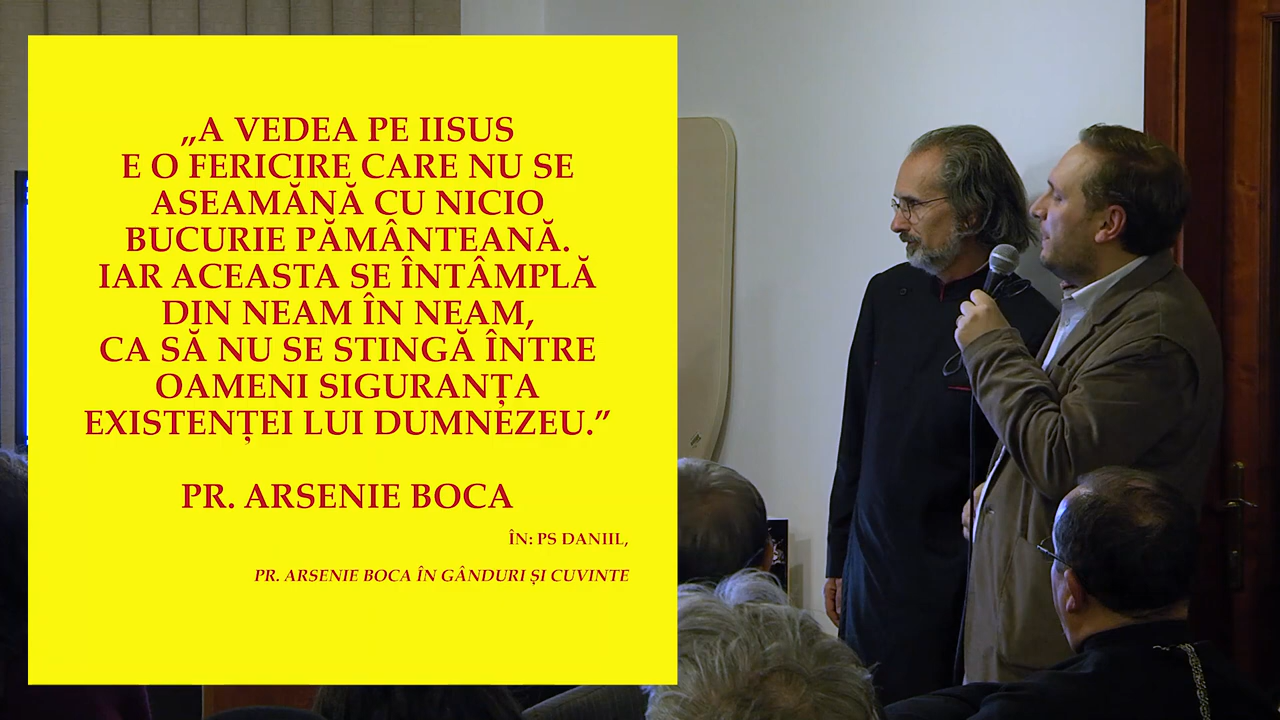 „A VEDEA PE IISUS
E O FERICIRE CARE NU SE
ASEAMĂNĂ CU NICIO
BUCURIE PĂMÂNTEANĂ.
IAR ACEASTA SE ÎNTÂMPLĂ
DIN NEAM ÎN NEAM,
CA SĂ NU SE STINGĂ ÎNTRE
OAMENI SIGURANȚA
EXISTENȚEI LUI DUMNEZEU.”
PR. ARSENIE BOCA
ÎN: PS DANIIL,
PR. ARSENIE BOCA ÎN GÂNDURI ȘI CUVINTE